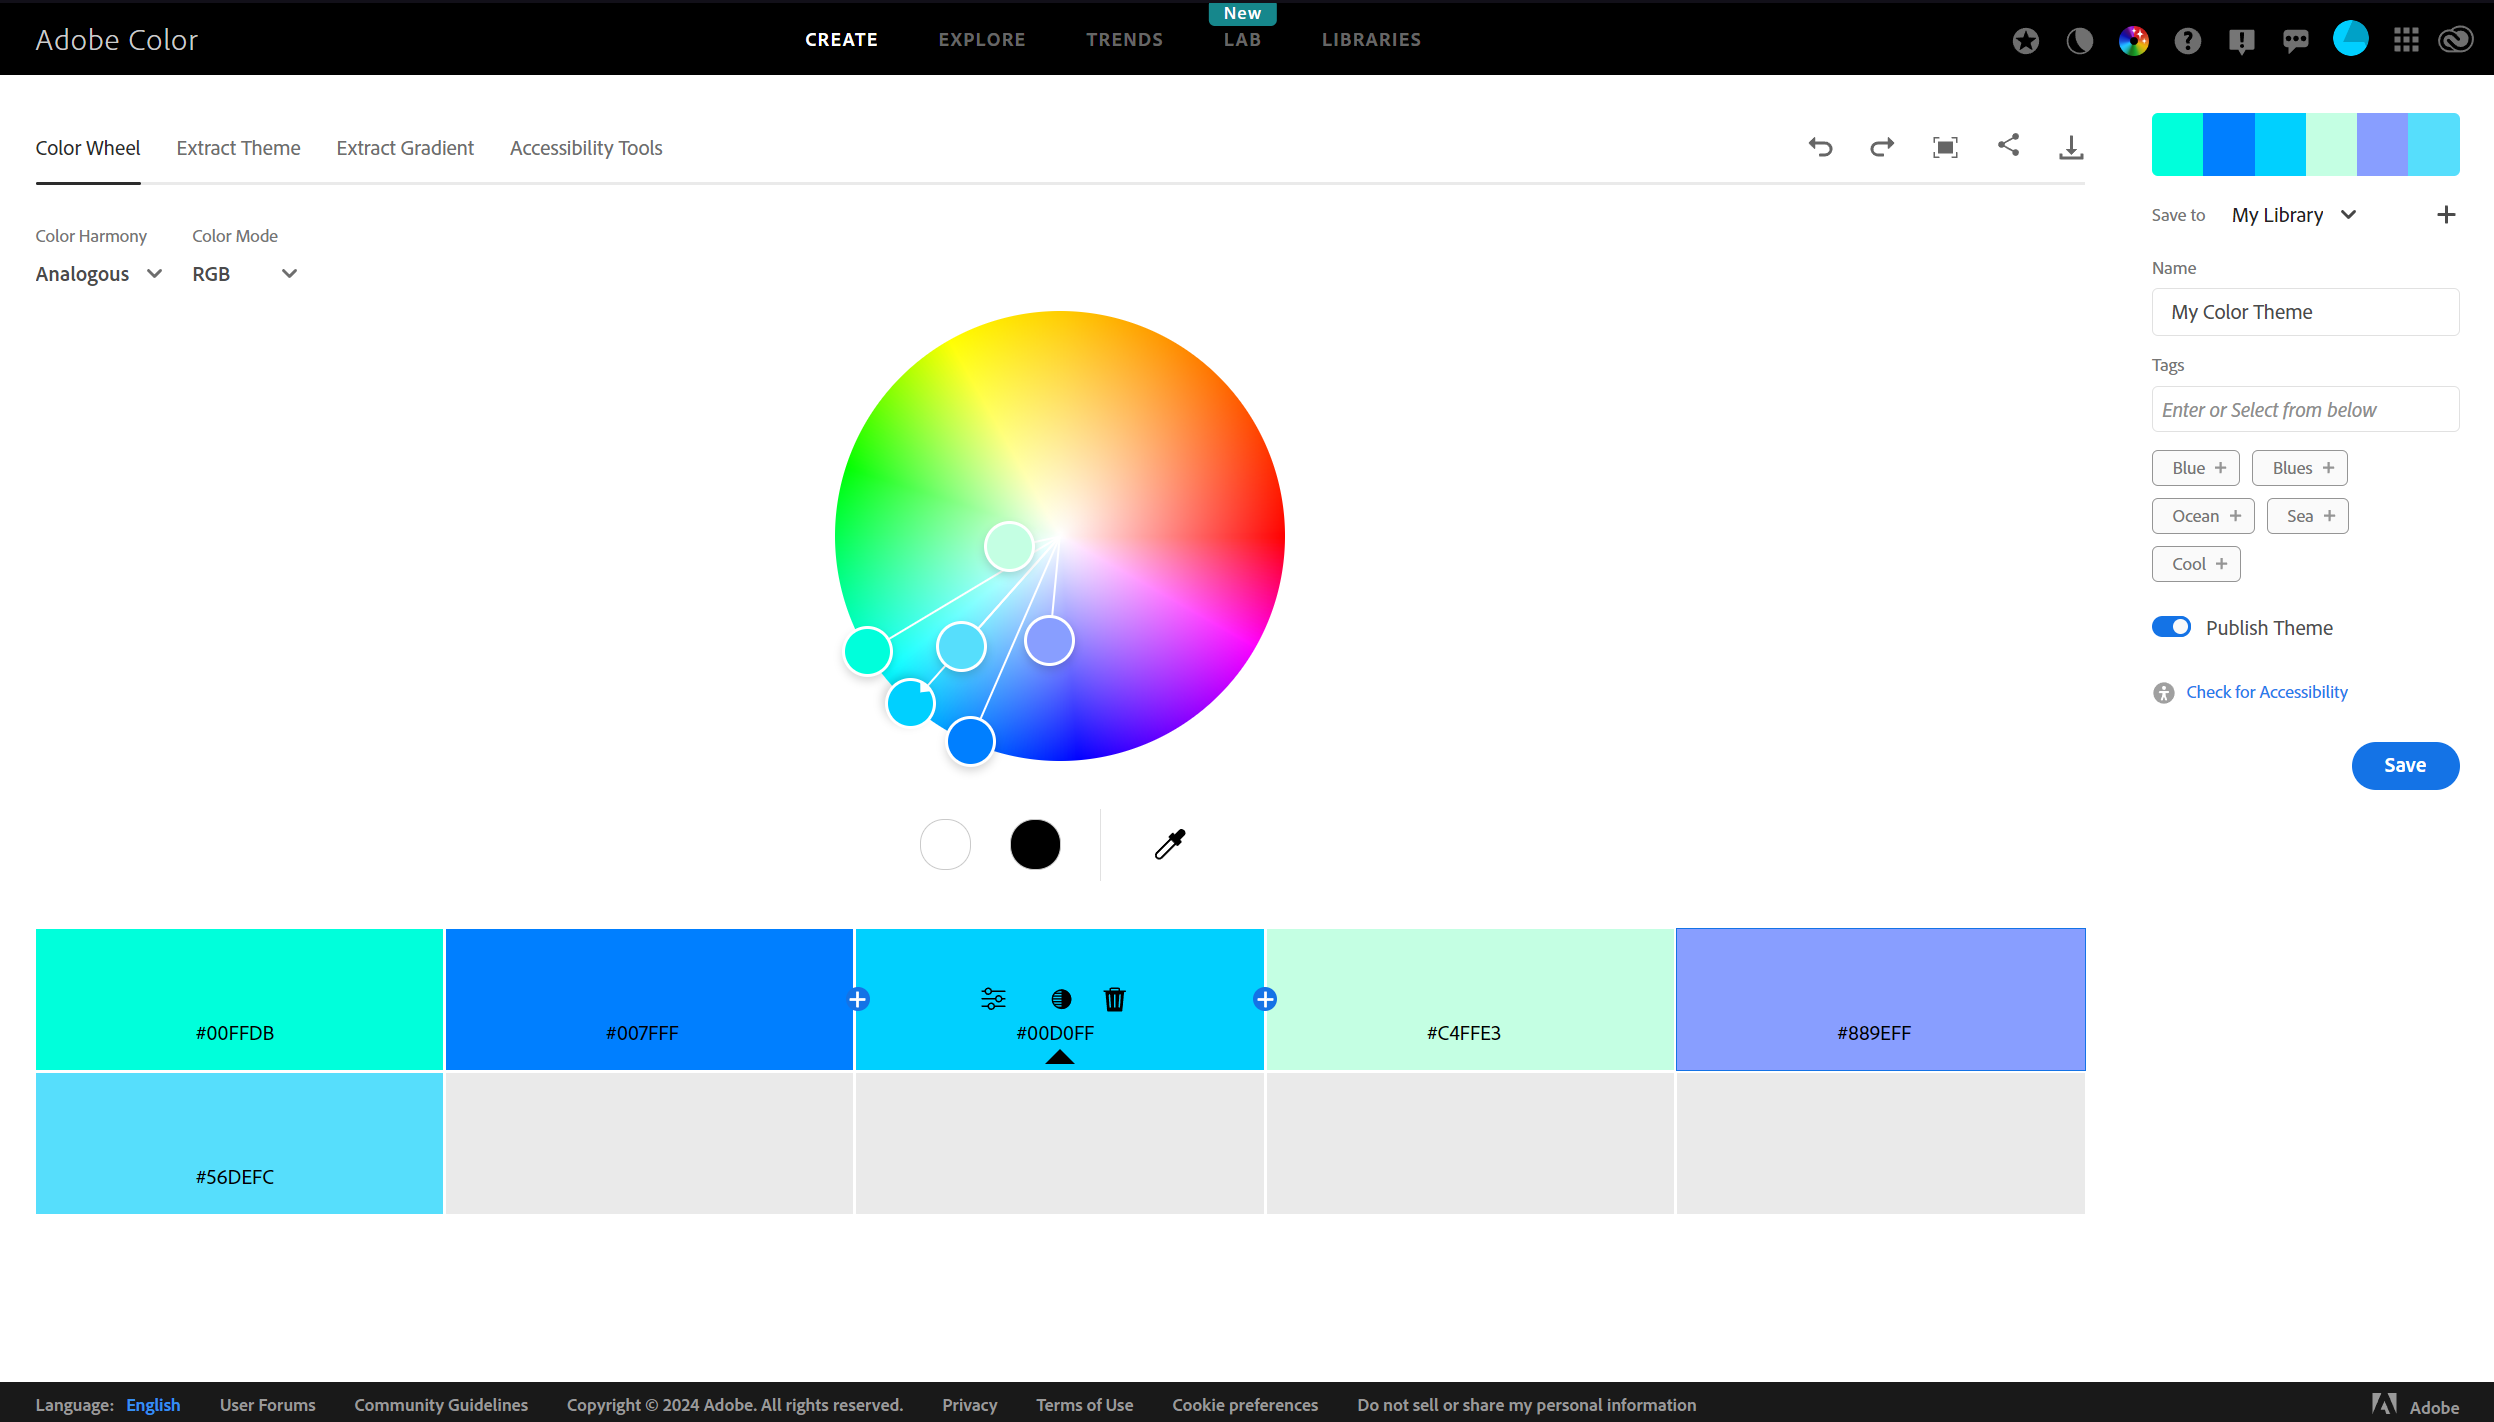 New
Adobe Color CREATE EXPLORE TRENDS LAB LIBRARIES
Color Wheel Extract Theme Extract Gradient Accessibility Tools
Color Harmony Color Mode
Analogous RGB
Save to My Library
Name
My Color Theme
Tags
Enter or Select from below
Blue + Blues +
Ocean + Sea +
Cool +
Publish Theme
Check for Accessibility
Save
#00FFDB #007FFF #00D0FF #C4FFE3 #889EFF
#56DEFC
Language: English User Forums Community Guidelines Copyright © 2024 Adobe. All rights reserved. Privacy Terms of Use Cookie preferences Do not sell or share my personal information Adobe